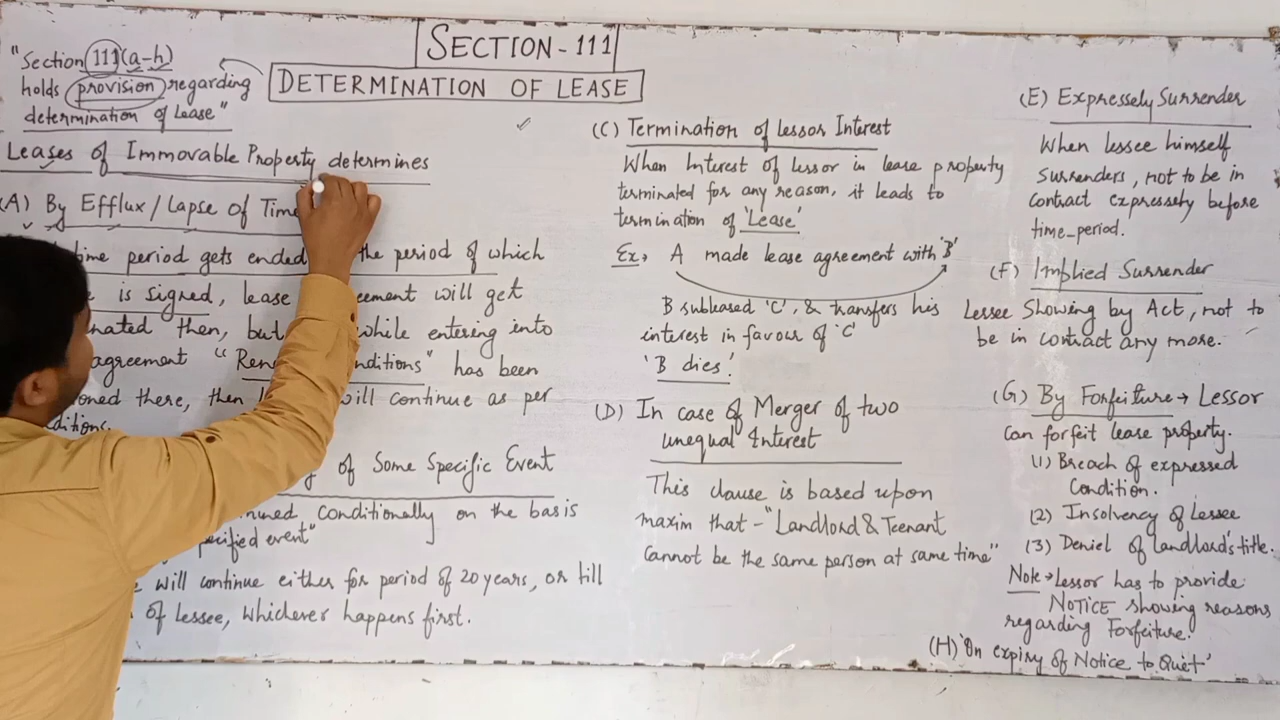 SECTION - 111
DETERMINATION OF LEASE
"Section 111(a-h)
holds provision regarding
determination of Lease"
Leases of Immovable Property determines
(A) By Efflux/Lapse of Time
time period gets ended the period of which
is signed, lease will get
then, but while entering into
agreement " conditions" has been
there, then will continue as per
of Some Specific Event
conditionally on the basis
event"
will continue either for period of 20 years, or till
of lessee, whichever happens first.
(C) Termination of lessor Interest
When Interest of lessor in lease property
terminated for any reason, it leads to
termination of 'Lease'
Ex→ A made lease agreement with 'B'
B subleased 'C', & transfers his
interest in favour of 'C'
'B dies'.
(D) In case of Merger of two
unequal Interest
This clause is based upon
maxim that - "Landlord & Teenant
cannot be the same person at same time"
(E) Expressely Surrender
When lessee himself
surrenders, not to be in
contract expressely before
time-period.
(F) Implied Surrender
Lessee Showing by Act, not to
be in contract any more.
(G) By Forfeiture → Lessor
can forfeit lease property.
(1) Breach of expressed
Condition.
(2) Insolvency of Lessee
(3) Deniel of landlord's title.
Note → Lessor has to provide
NOTICE showing reasons
regarding Forfeiture.
(H) 'On expiry of Notice to Quit'